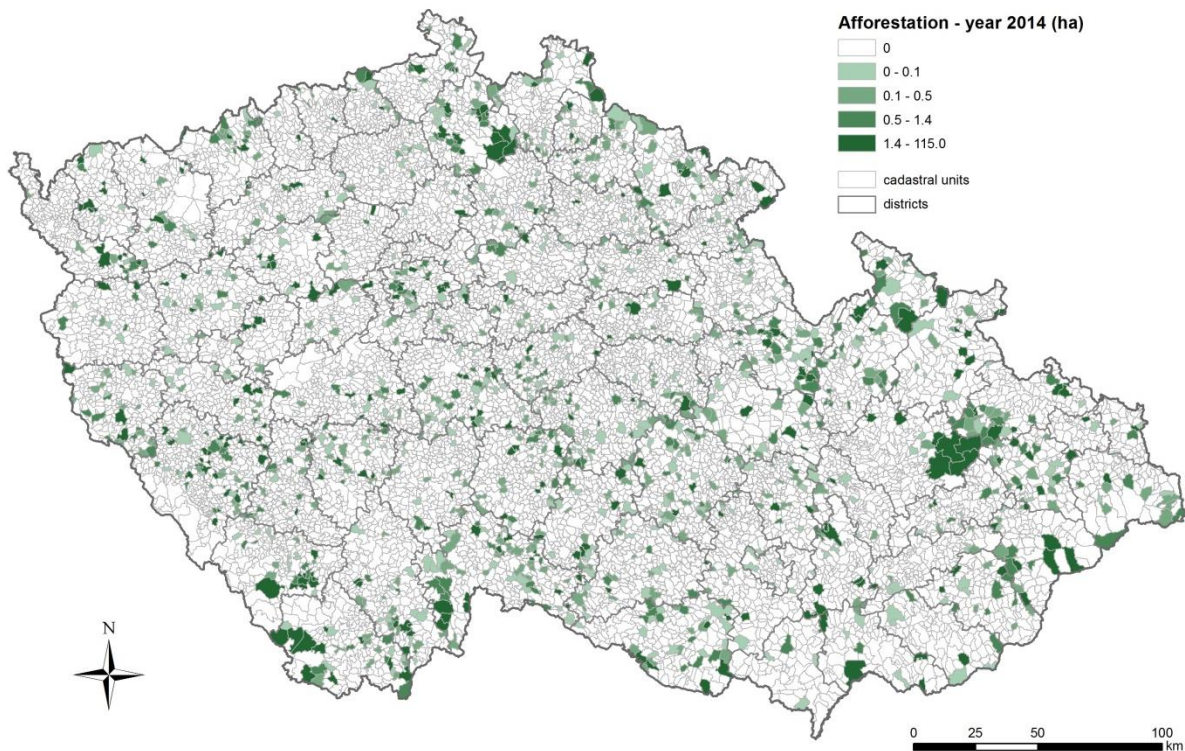 Afforestation - year 2014 (ha)
0
0 - 0.1
0.1 - 0.5
0.5 - 1.4
1.4 - 115.0
cadastral units
districts
N
0 25 50 100
km